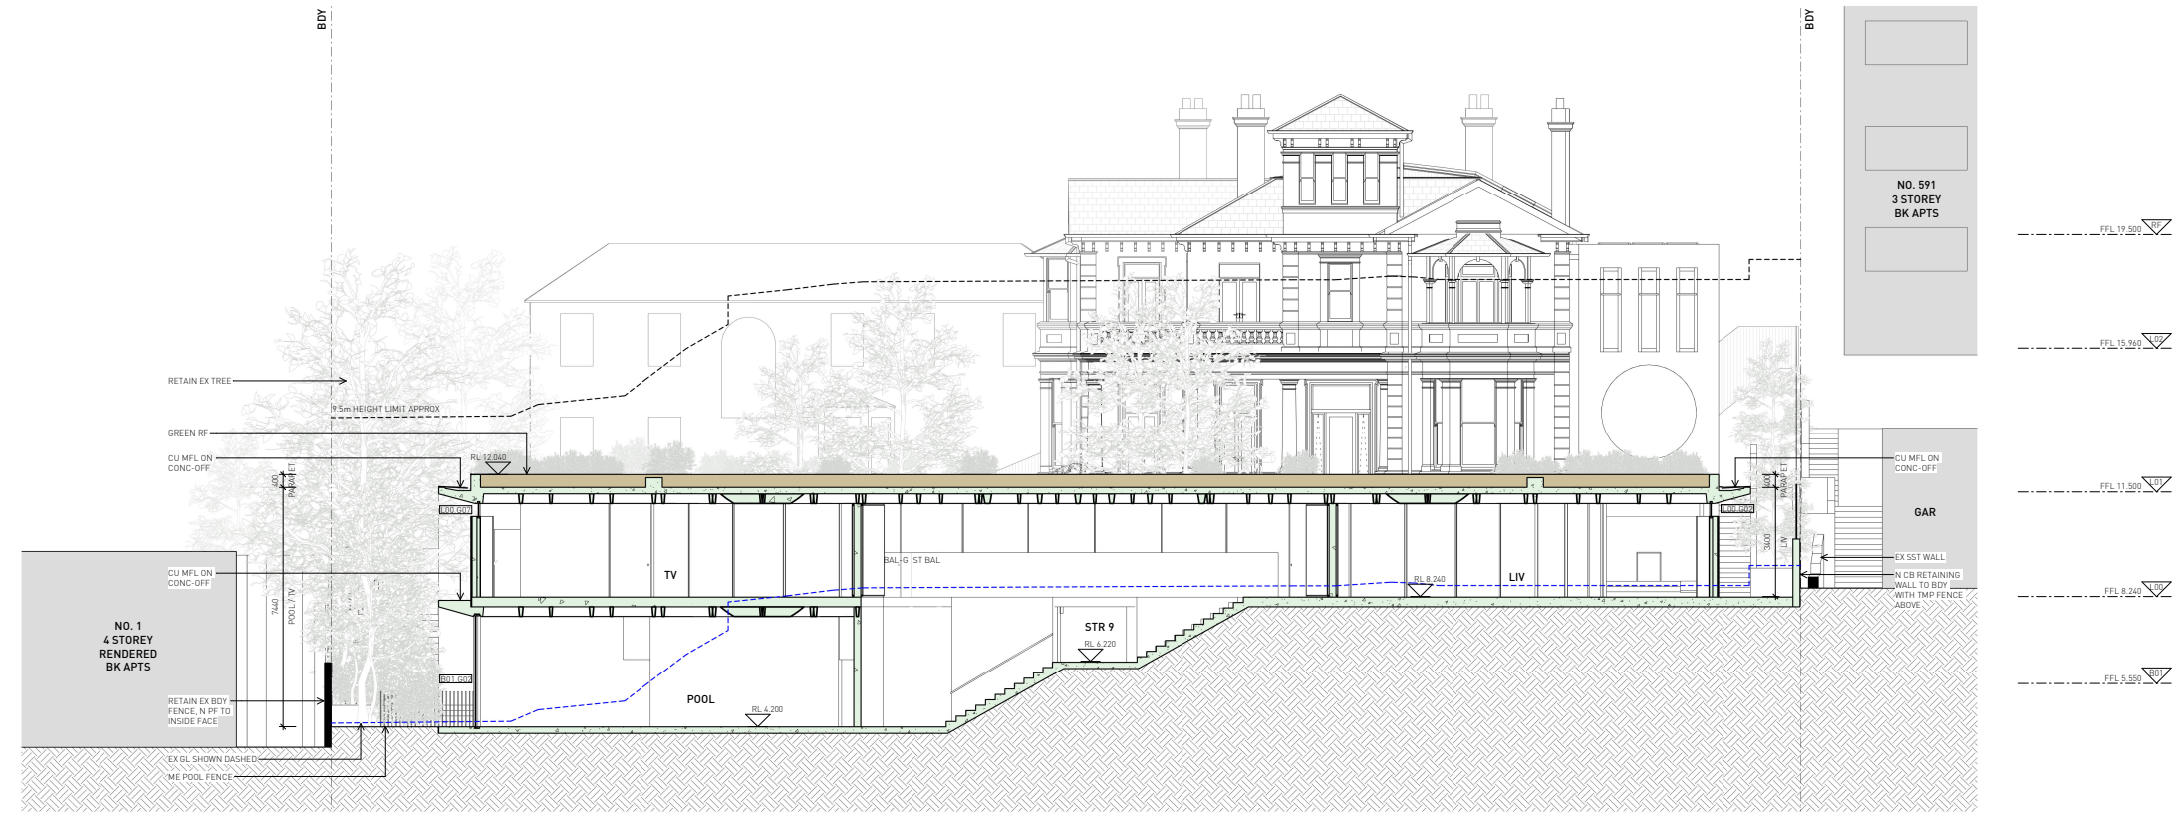 BDY
BDY
NO. 591
3 STOREY
BK APTS
RF
FFL 19.500
L02
FFL 15.960
RETAIN EX TREE
9.5m HEIGHT LIMIT APPROX
GREEN RF
CU MFL ON
CONC-OFF
RL 12.040
400
PARAPET
CU MFL ON
CONC-OFF
400
PARAPET
L01
FFL 11.500
L00.G07
L00.G02
GAR
3400
LIV
BAL-G ST BAL
EX SST WALL
TV
LIV
RL 8.240
CU MFL ON
CONC-OFF
N CB RETAINING
WALL TO BDY
WITH TMP FENCE
ABOVE
L00
FFL 8.240
7440
POOL / TV
NO. 1
4 STOREY
RENDERED
BK APTS
STR 9
RL 6.220
B01.G02
B01
FFL 5.550
POOL
RL 4.200
RETAIN EX BDY
FENCE, N PF TO
INSIDE FACE
EX GL SHOWN DASHED
ME POOL FENCE